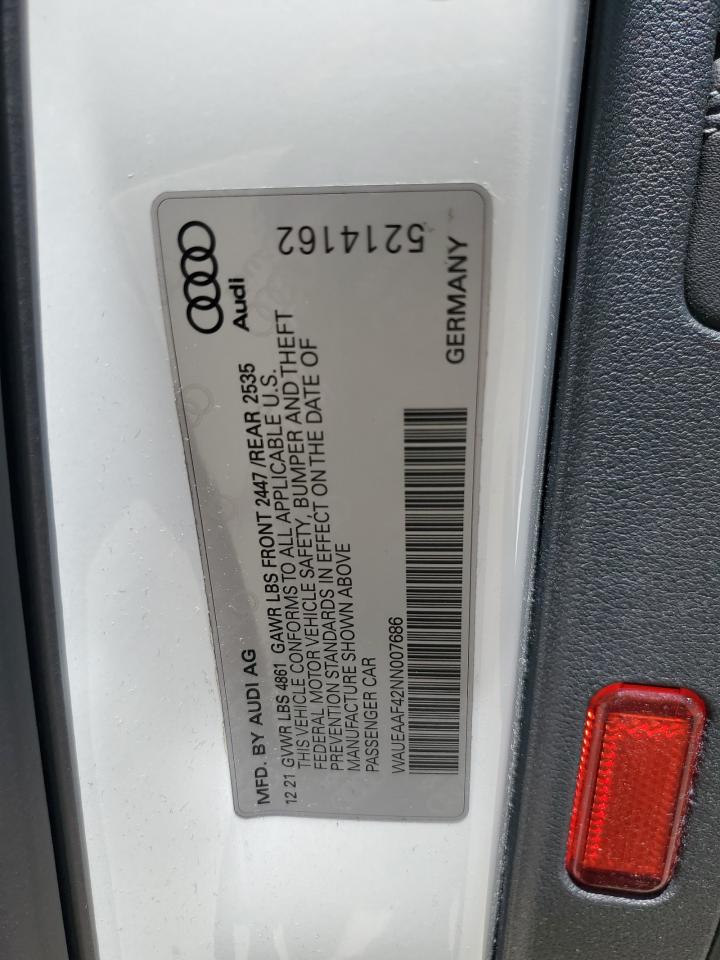 MFD. BY AUDI AG
Audi
12 21 GVWR LBS 4861 GAWR LBS FRONT 2447 /REAR 2535
THIS VEHICLE CONFORMS TO ALL APPLICABLE U.S.
FEDERAL MOTOR VEHICLE SAFETY, BUMPER AND THEFT
PREVENTION STANDARDS IN EFFECT ON THE DATE OF
MANUFACTURE SHOWN ABOVE
PASSENGER CAR
WAUEAAF42NN007686
5214162
GERMANY